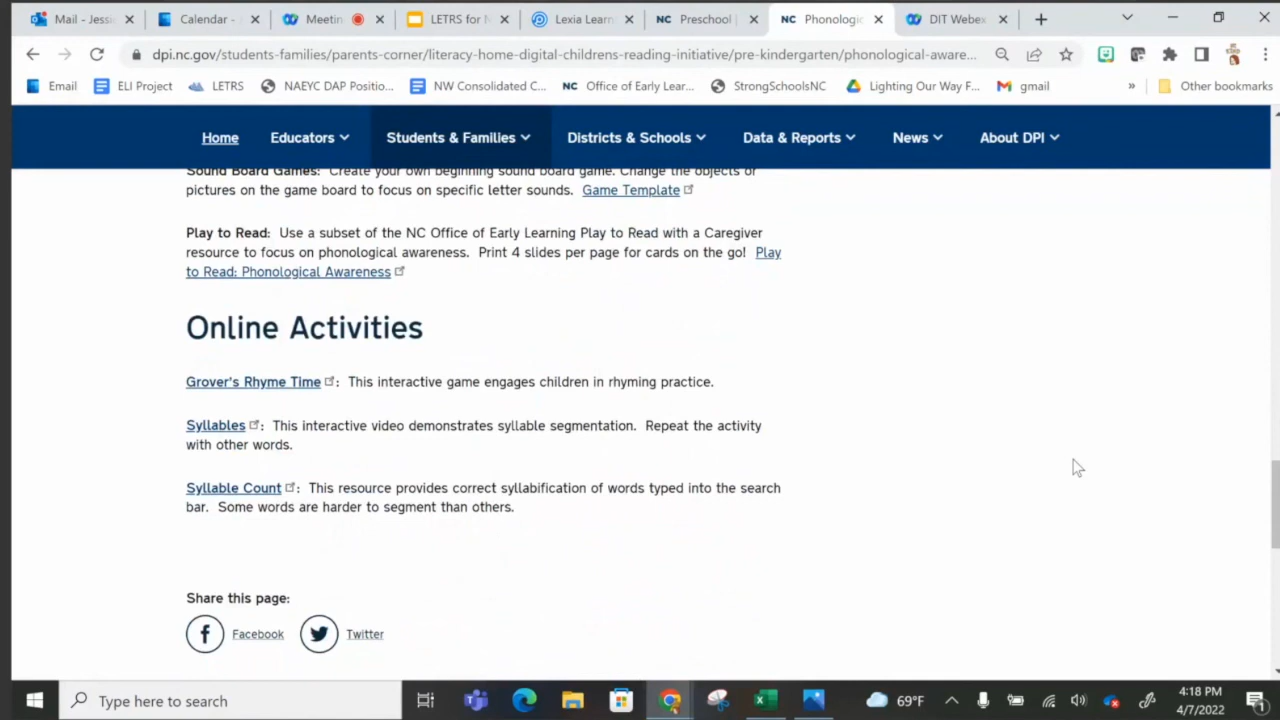 Mail - Jessi
Calendar -
Meetin
LETRS for
Lexia Learn
NC Preschool
NC Phonologic
DIT Webex
dpi.nc.gov/students-families/parents-corner/literacy-home-digital-childrens-reading-initiative/pre-kindergarten/phonological-aware...
Email ELI Project LETRS NAEYC DAP Positio... NW Consolidated C... NC Office of Early Lear... StrongSchoolsNC Lighting Our Way F... gmail » Other bookmarks
Home Educators Students & Families Districts & Schools Data & Reports News About DPI
Sound Board Games: Create your own beginning sound board game. Change the objects or
pictures on the game board to focus on specific letter sounds. Game Template
Play to Read: Use a subset of the NC Office of Early Learning Play to Read with a Caregiver
resource to focus on phonological awareness. Print 4 slides per page for cards on the go! Play
to Read: Phonological Awareness
Online Activities
Grover's Rhyme Time : This interactive game engages children in rhyming practice.
Syllables : This interactive video demonstrates syllable segmentation. Repeat the activity
with other words.
Syllable Count : This resource provides correct syllabification of words typed into the search
bar. Some words are harder to segment than others.
Share this page:
Facebook Twitter
Type here to search
69°F
4:18 PM
4/7/2022